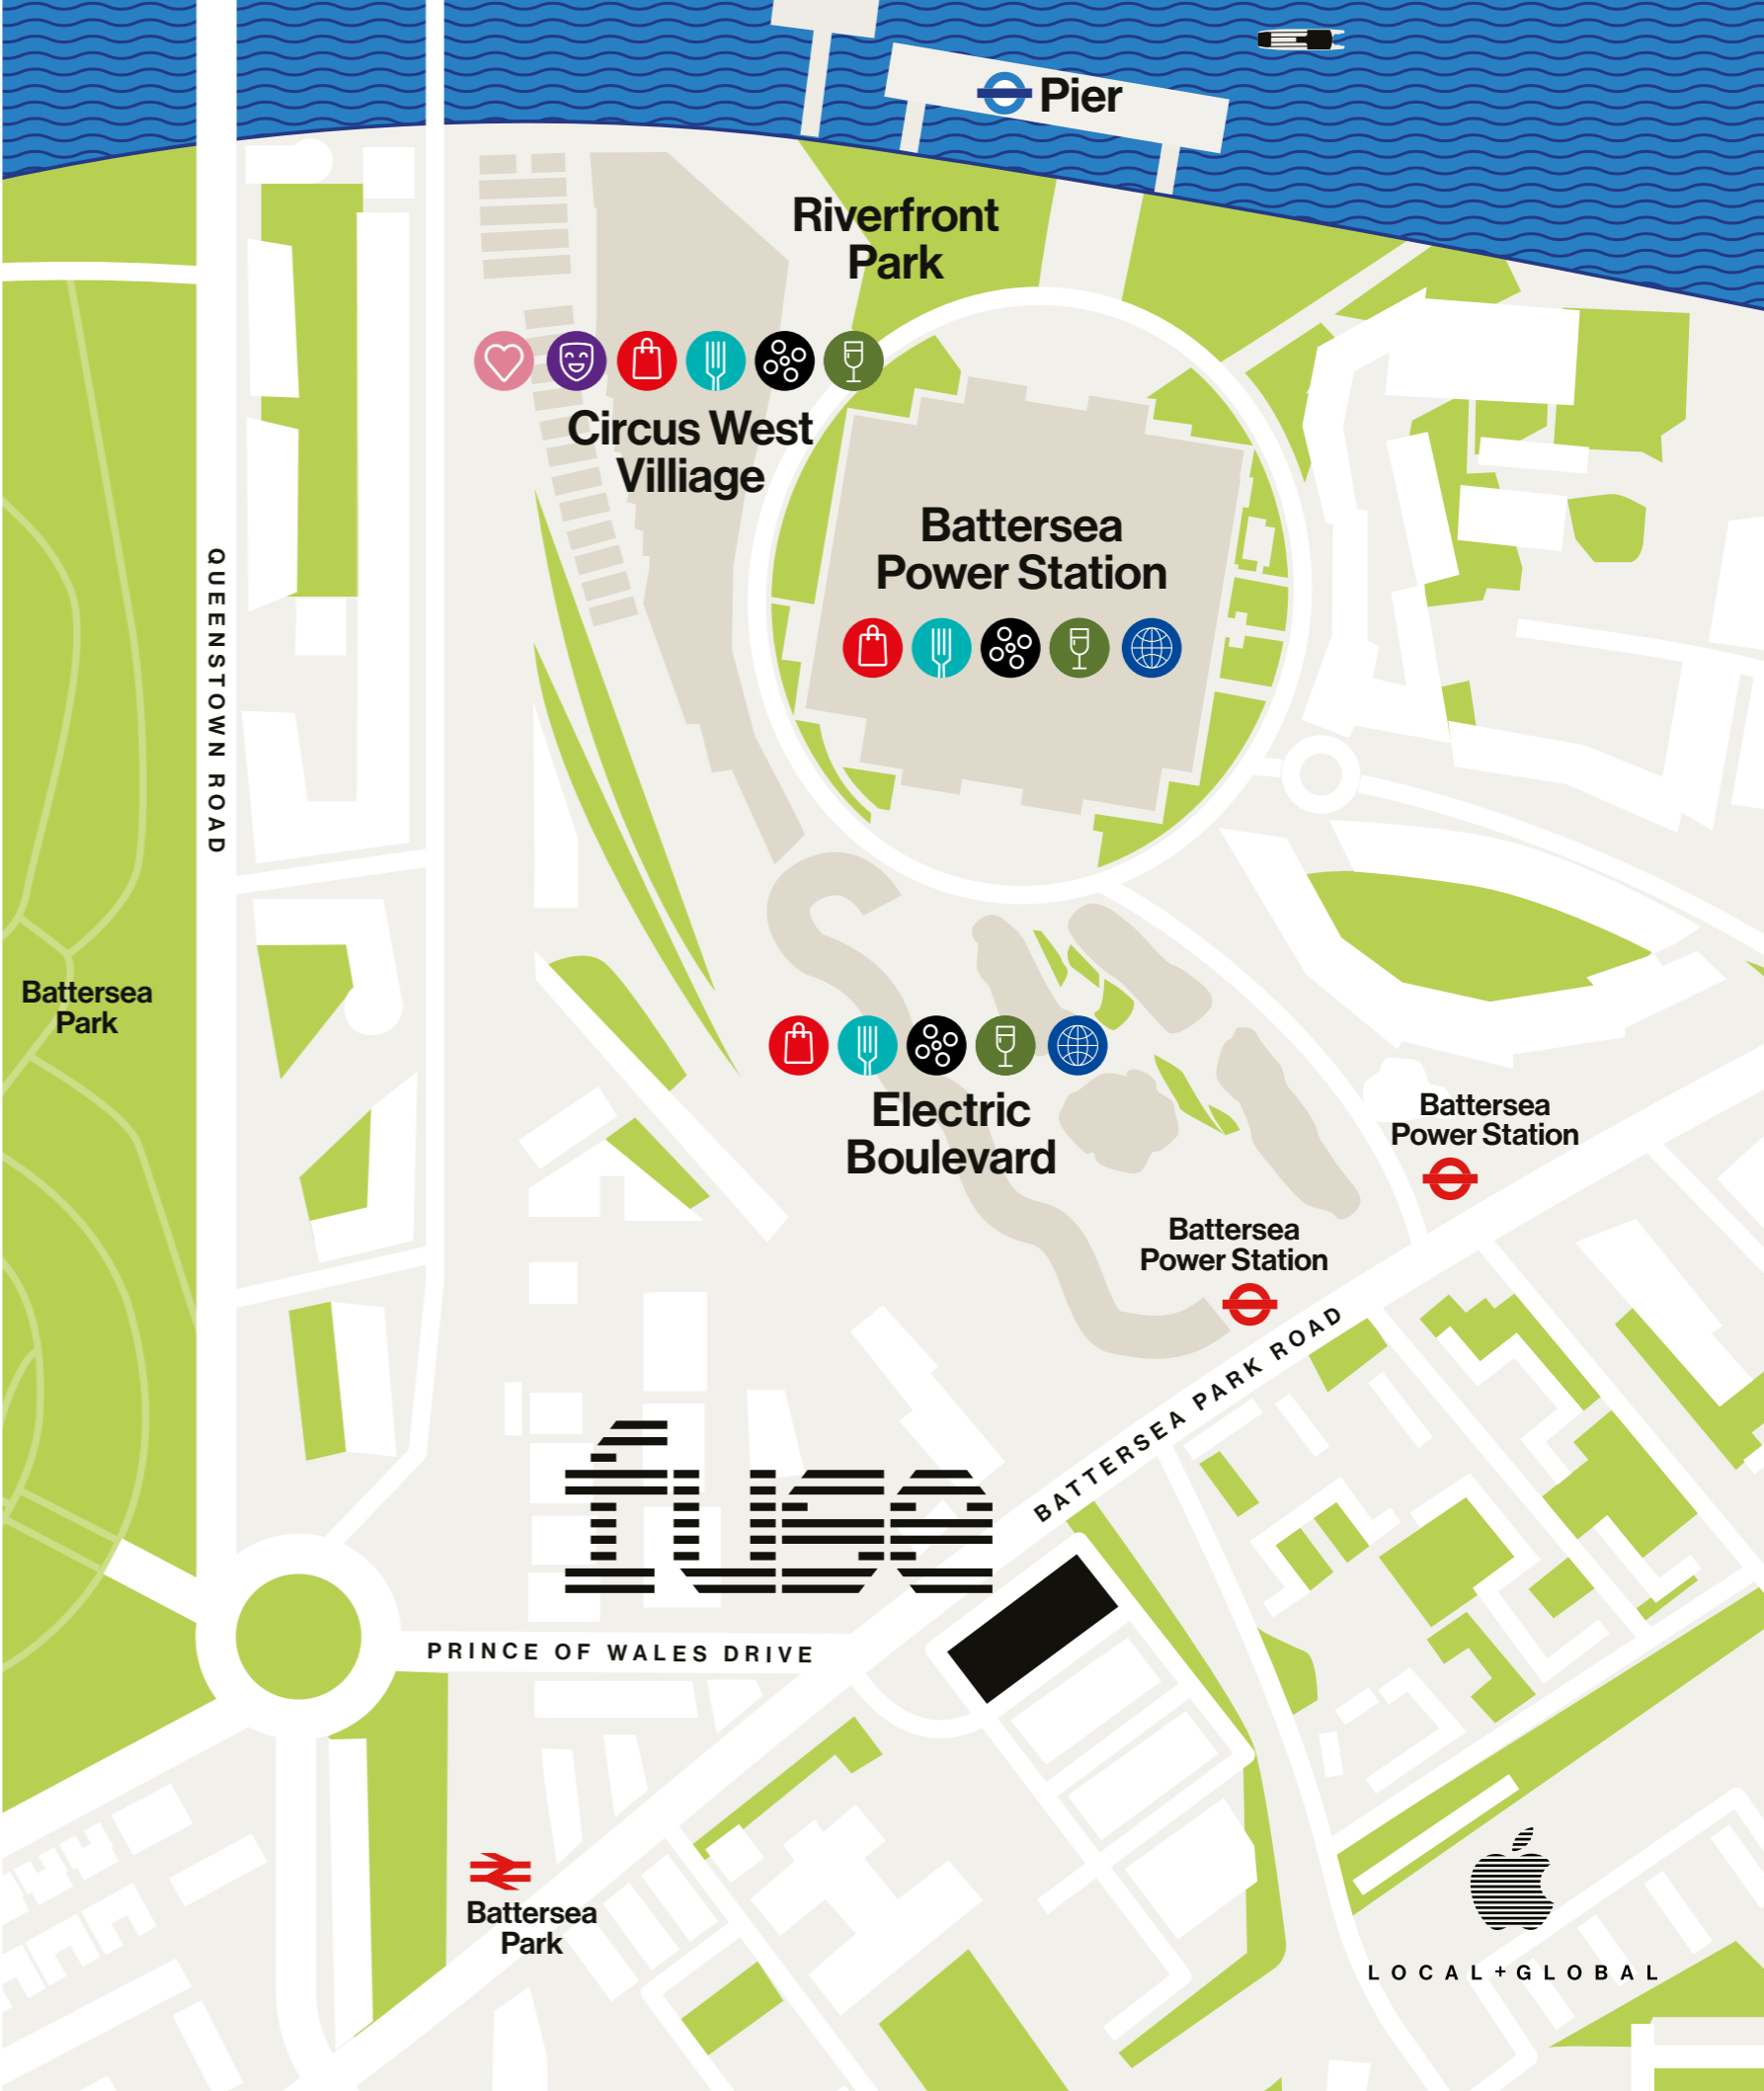 Pier
Riverfront
Park
Circus West
Villiage
Battersea
Power Station
QUEENSTOWN ROAD
Battersea
Park
Electric
Boulevard
Battersea
Power Station
Battersea
Power Station
BATTERSEA PARK ROAD
fuse
PRINCE OF WALES DRIVE
Battersea
Park
LOCAL+GLOBAL